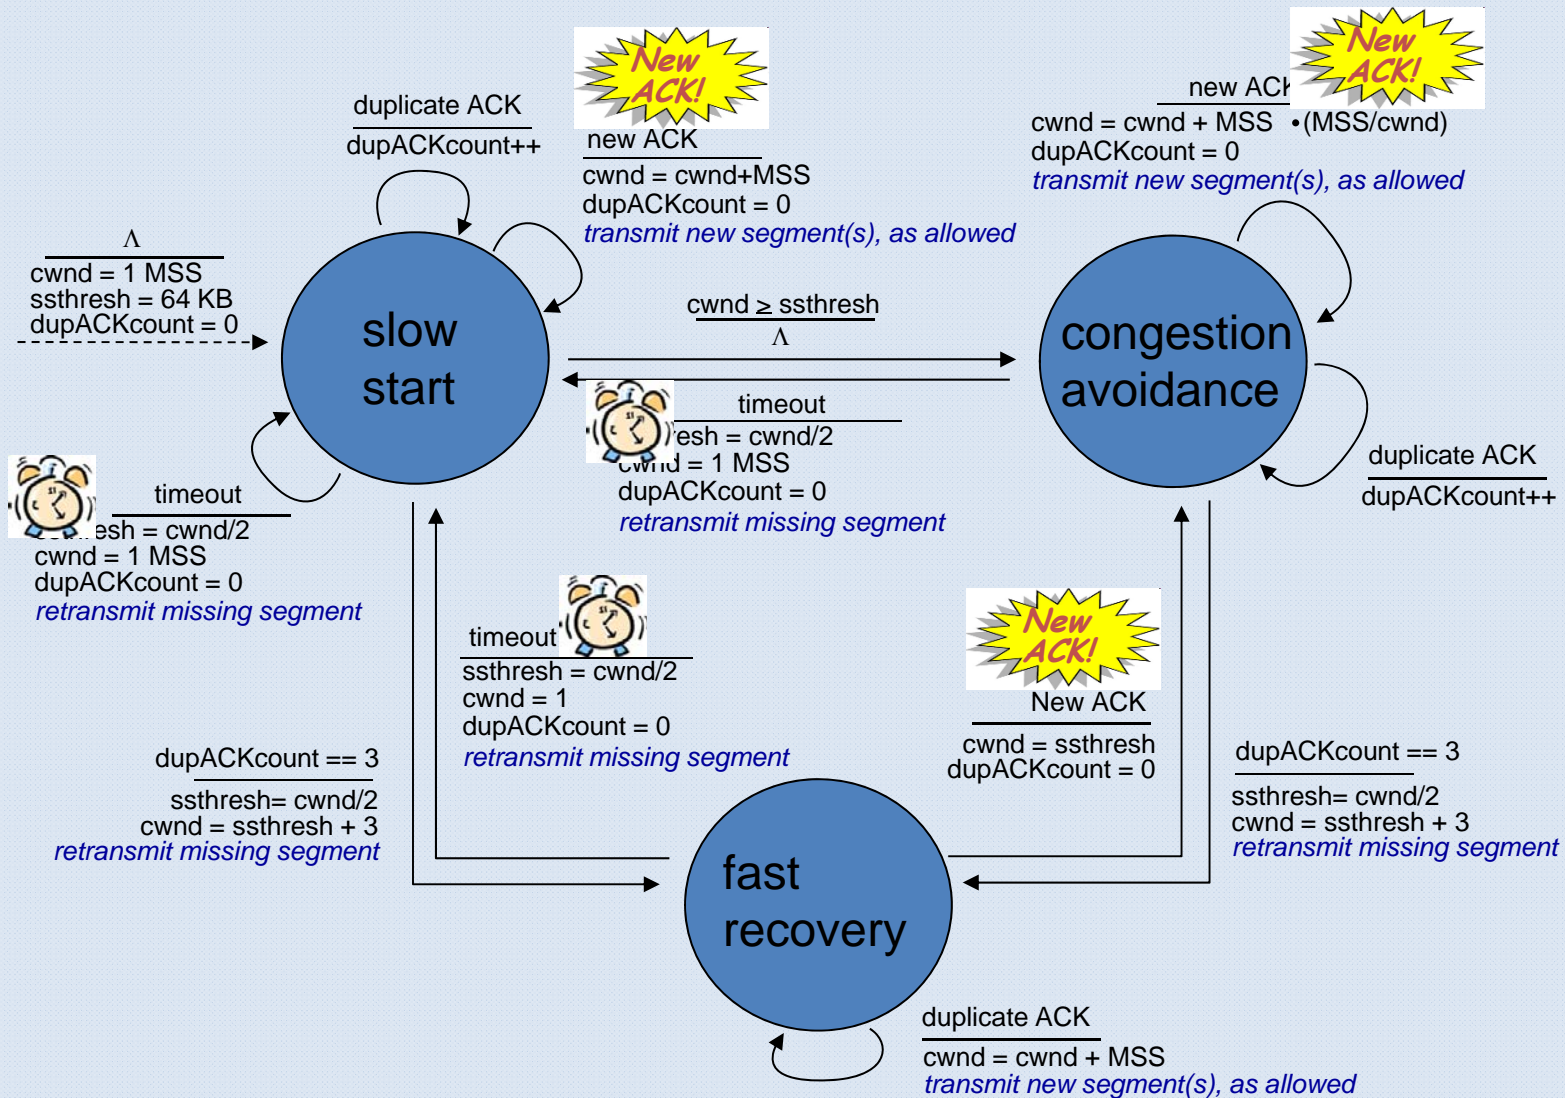 New
ACK!
duplicate ACK
dupACKcount++
new ACK
cwnd = cwnd+MSS
dupACKcount = 0
transmit new segment(s), as allowed
New
ACK!
new ACK
cwnd = cwnd + MSS •(MSS/cwnd)
dupACKcount = 0
transmit new segment(s), as allowed
Λ
cwnd = 1 MSS
ssthresh = 64 KB
dupACKcount = 0
slow
start
cwnd ≥ ssthresh
Λ
congestion
avoidance
timeout
resh = cwnd/2
cwnd = 1 MSS
dupACKcount = 0
retransmit missing segment
duplicate ACK
dupACKcount++
timeout
ssthresh = cwnd/2
cwnd = 1 MSS
dupACKcount = 0
retransmit missing segment
timeout
ssthresh = cwnd/2
cwnd = 1
dupACKcount = 0
retransmit missing segment
New
ACK!
New ACK
cwnd = ssthresh
dupACKcount = 0
dupACKcount == 3
ssthresh= cwnd/2
cwnd = ssthresh + 3
retransmit missing segment
dupACKcount == 3
ssthresh= cwnd/2
cwnd = ssthresh + 3
retransmit missing segment
fast
recovery
duplicate ACK
cwnd = cwnd + MSS
transmit new segment(s), as allowed